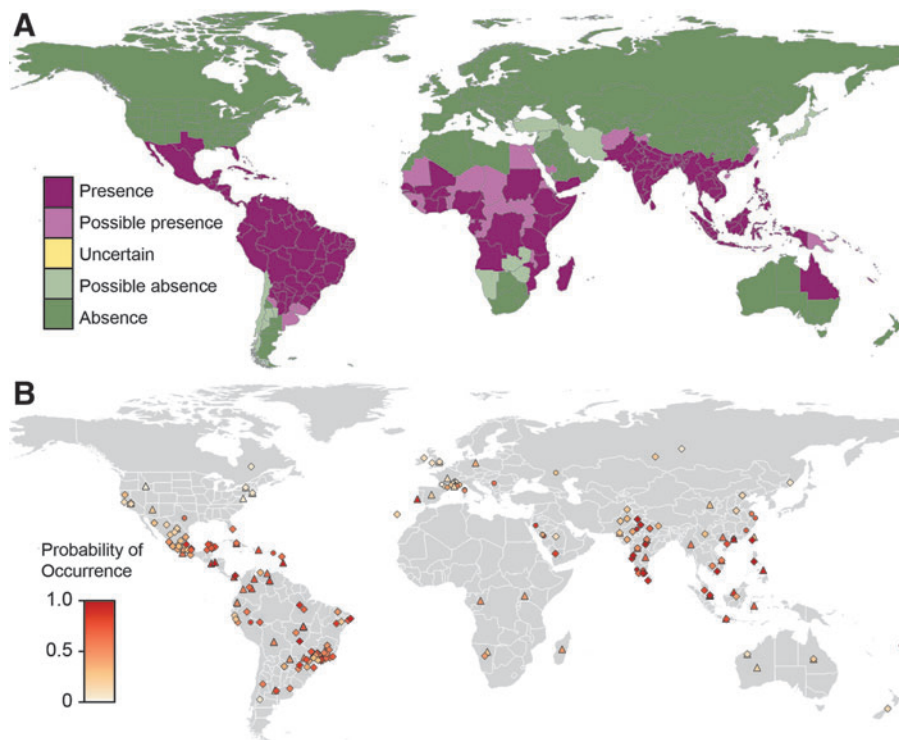 A
Presence
Possible presence
Uncertain
Possible absence
Absence
B
Probability of
Occurrence
1.0
0.5
0